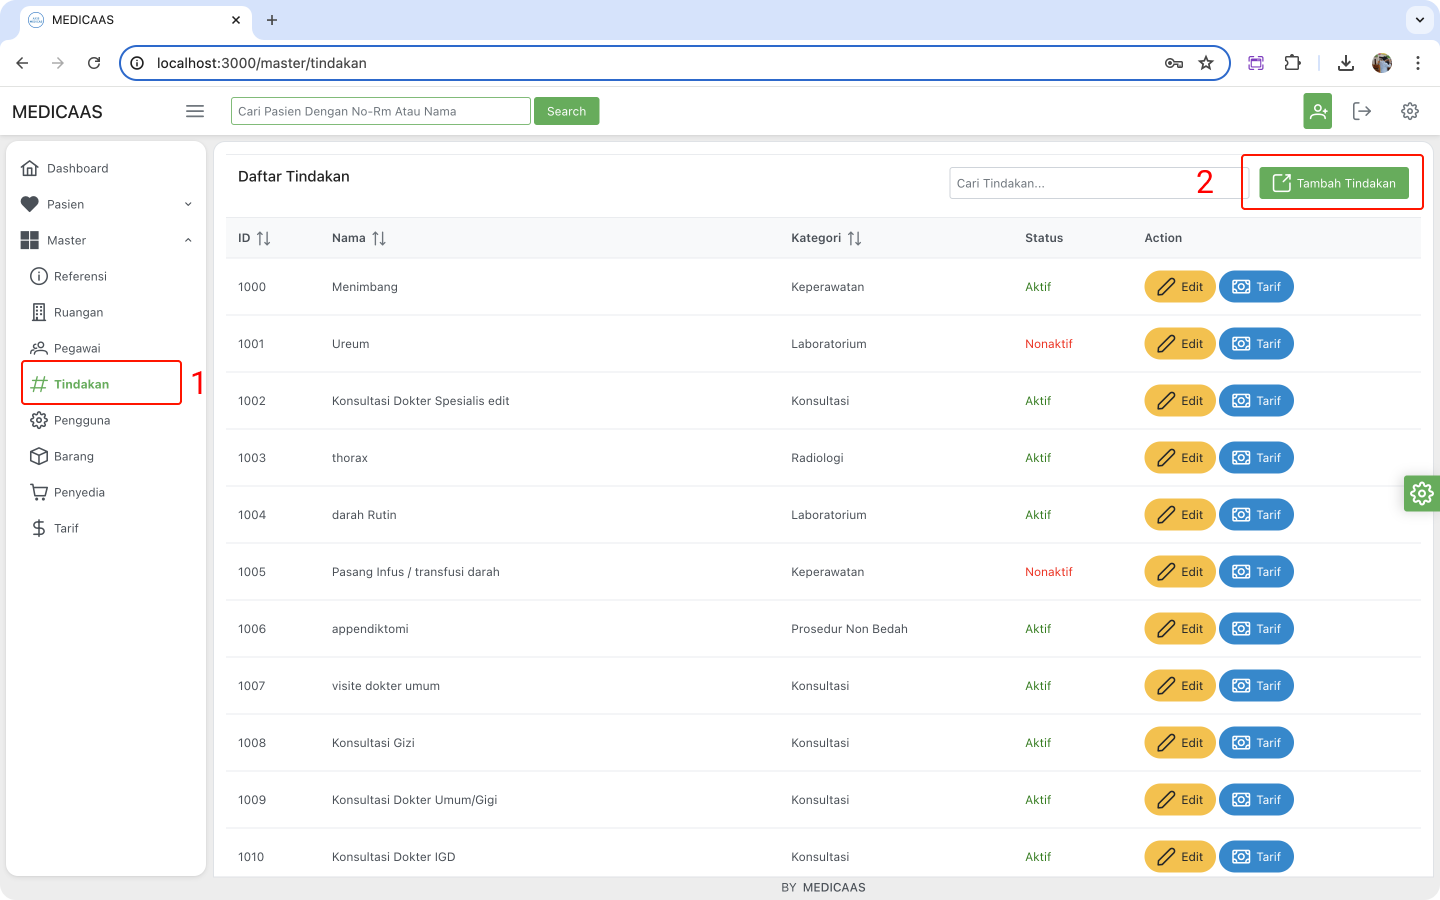 MEDICAAS
localhost:3000/master/tindakan
MEDICAAS
Cari Pasien Dengan No-Rm Atau Nama
Search
Dashboard
Pasien
Master
Referensi
Ruangan
Pegawai
Tindakan
1
Pengguna
Barang
Penyedia
Tarif
Daftar Tindakan
Cari Tindakan...
2
Tambah Tindakan
ID Nama Kategori Status Action
1000 Menimbang Keperawatan Aktif Edit Tarif
1001 Ureum Laboratorium Nonaktif Edit Tarif
1002 Konsultasi Dokter Spesialis edit Konsultasi Aktif Edit Tarif
1003 thorax Radiologi Aktif Edit Tarif
1004 darah Rutin Laboratorium Aktif Edit Tarif
1005 Pasang Infus / transfusi darah Keperawatan Nonaktif Edit Tarif
1006 appendiktomi Prosedur Non Bedah Aktif Edit Tarif
1007 visite dokter umum Konsultasi Aktif Edit Tarif
1008 Konsultasi Gizi Konsultasi Aktif Edit Tarif
1009 Konsultasi Dokter Umum/Gigi Konsultasi Aktif Edit Tarif
1010 Konsultasi Dokter IGD Konsultasi Aktif Edit Tarif
BY MEDICAAS